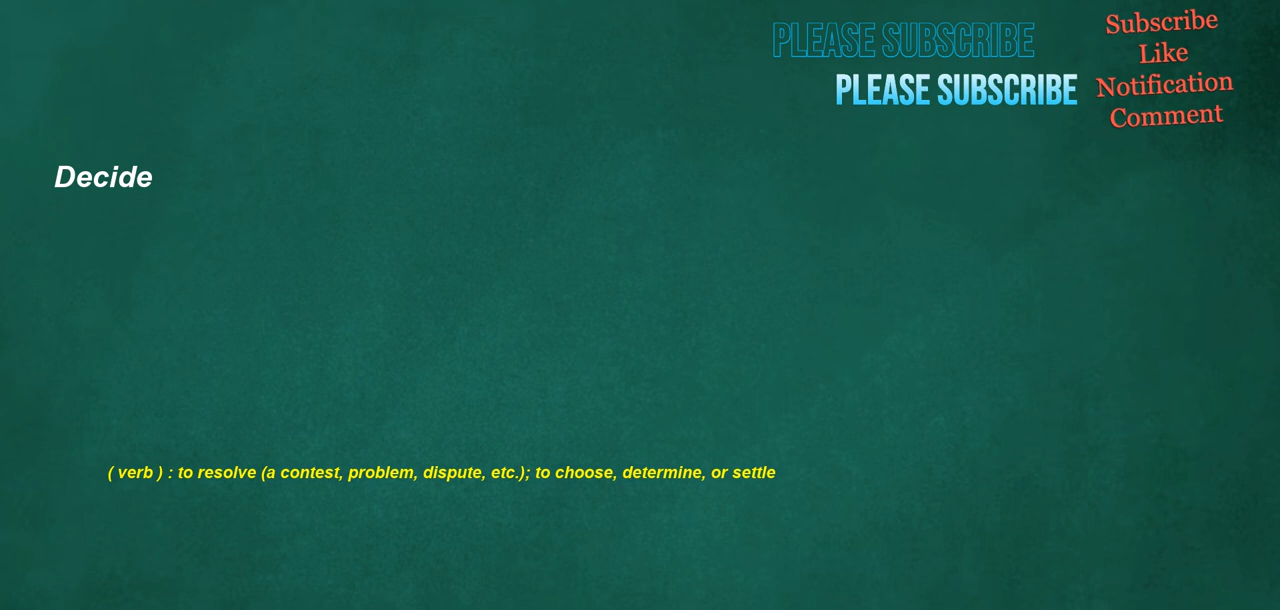 PLEASE SUBSCRIBE
PLEASE SUBSCRIBE
Subscribe
Like
Notification
Comment
Decide
( verb ) : to resolve (a contest, problem, dispute, etc.); to choose, determine, or settle